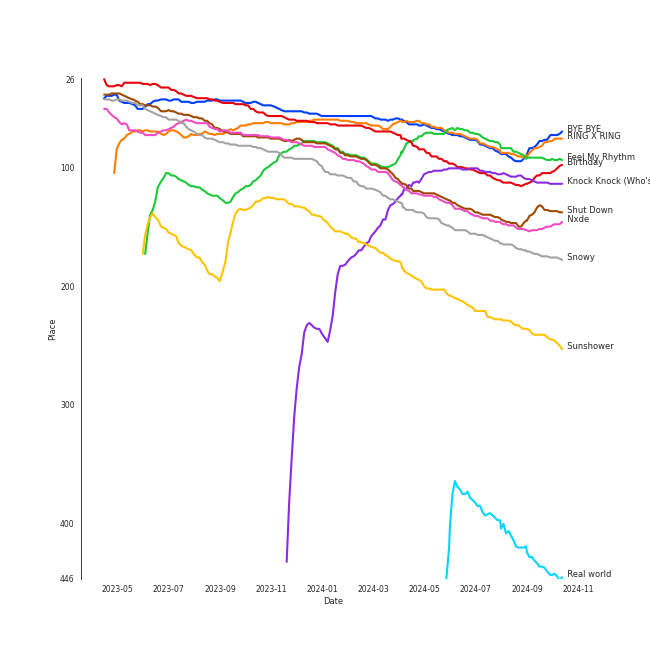 26
100
200
300
400
446
Place
2023-05
2023-07
2023-09
2023-11
2024-01
2024-03
2024-05
2024-07
2024-09
2024-11
Date
BYE BYE
RING X RING
Feel My Rhythm
Birthday
Knock Knock (Who's
Shut Down
Nxde
Snowy
Sunshower
Real world